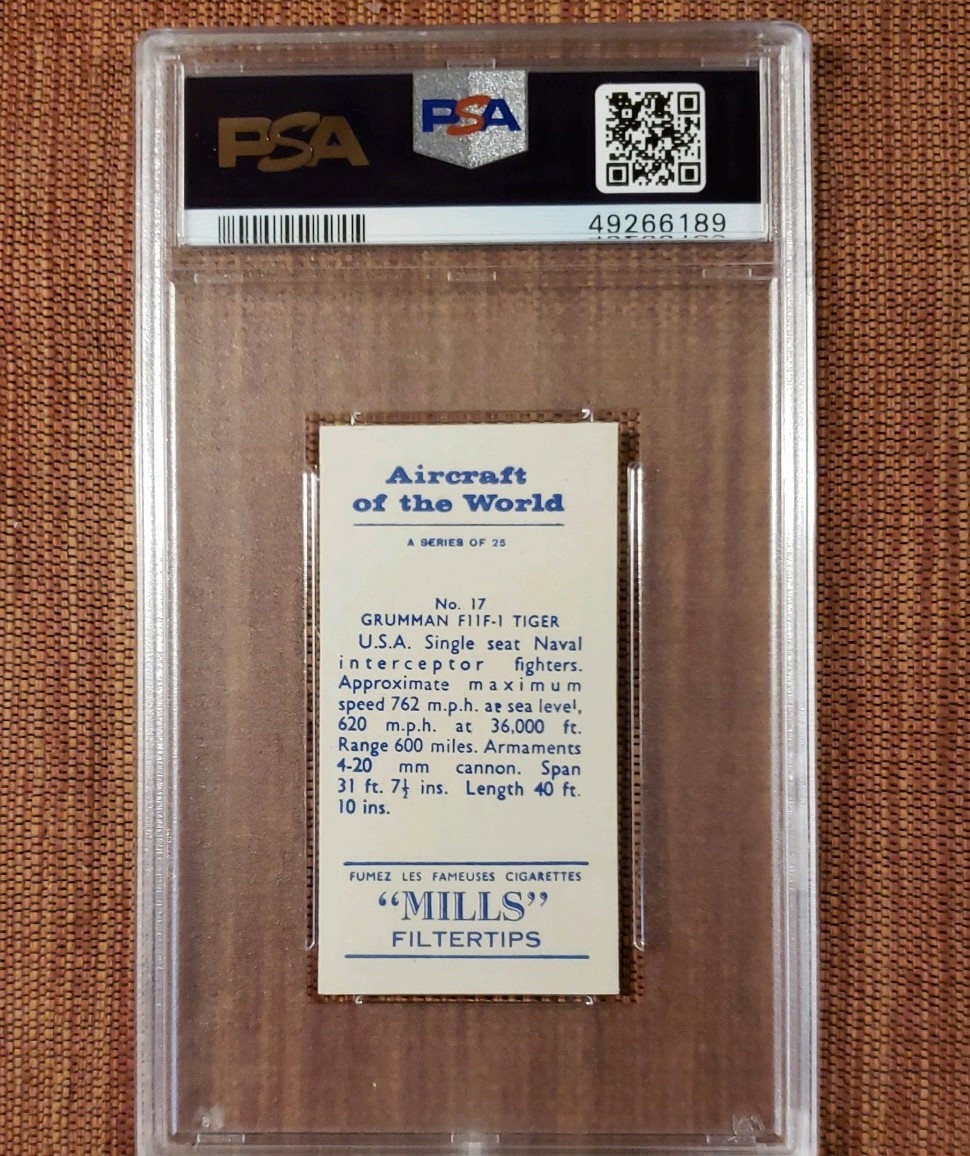 PSA
PSA
49266189
Aircraft
of the World
A SERIES OF 25
No. 17
GRUMMAN F11F-1 TIGER
U.S.A. Single seat Naval
interceptor fighters.
Approximate maximum
speed 762 m.p.h. at sea level,
620 m.p.h. at 36,000 ft.
Range 600 miles. Armaments
4-20 mm cannon. Span
31 ft. 7½ ins. Length 40 ft.
10 ins.
FUMEZ LES FAMEUSES CIGARETTES
“MILLS”
FILTERTIPS